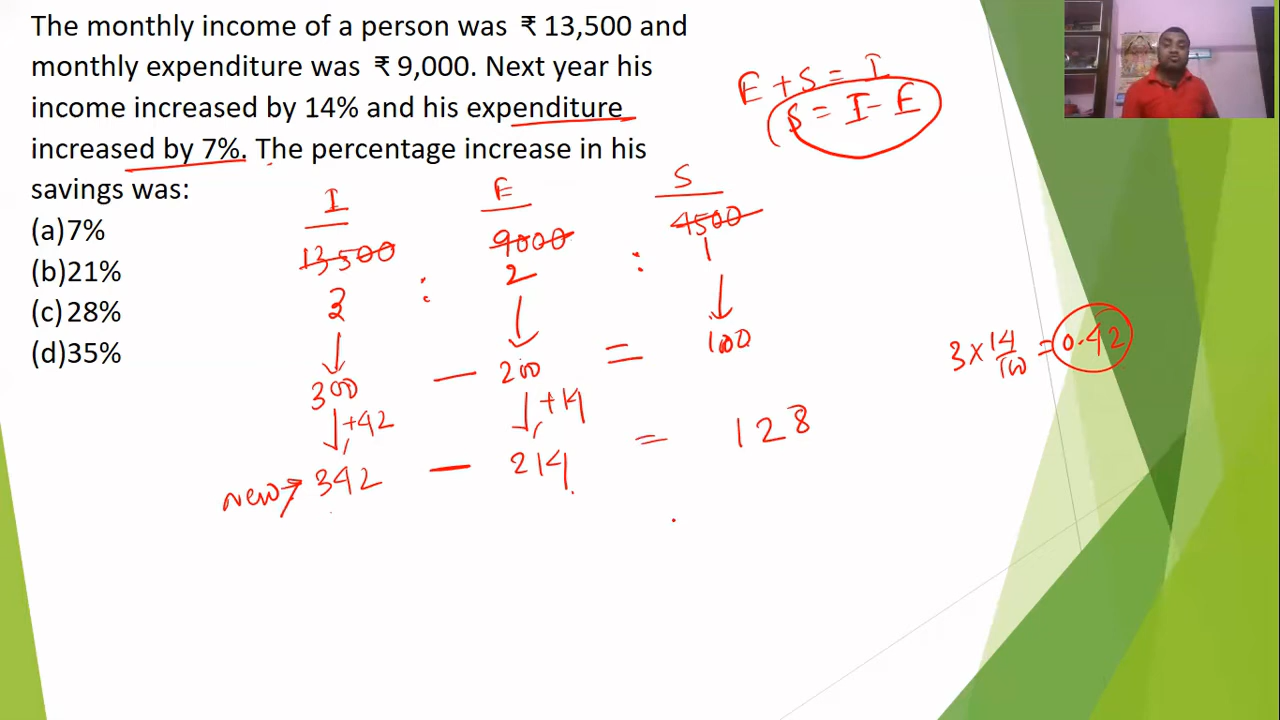 The monthly income of a person was ₹ 13,500 and
monthly expenditure was ₹ 9,000. Next year his
income increased by 14% and his expenditure
increased by 7%. The percentage increase in his
savings was:
(a)7%
(b)21%
(c)28%
(d)35%
E + S = I
S = I - E
I E S
13500 9000 4500
3 : 2 : 1
300 - 200 = 100
+42 +14
new → 342 - 214 = 128
3 × 14/100 = 0.42